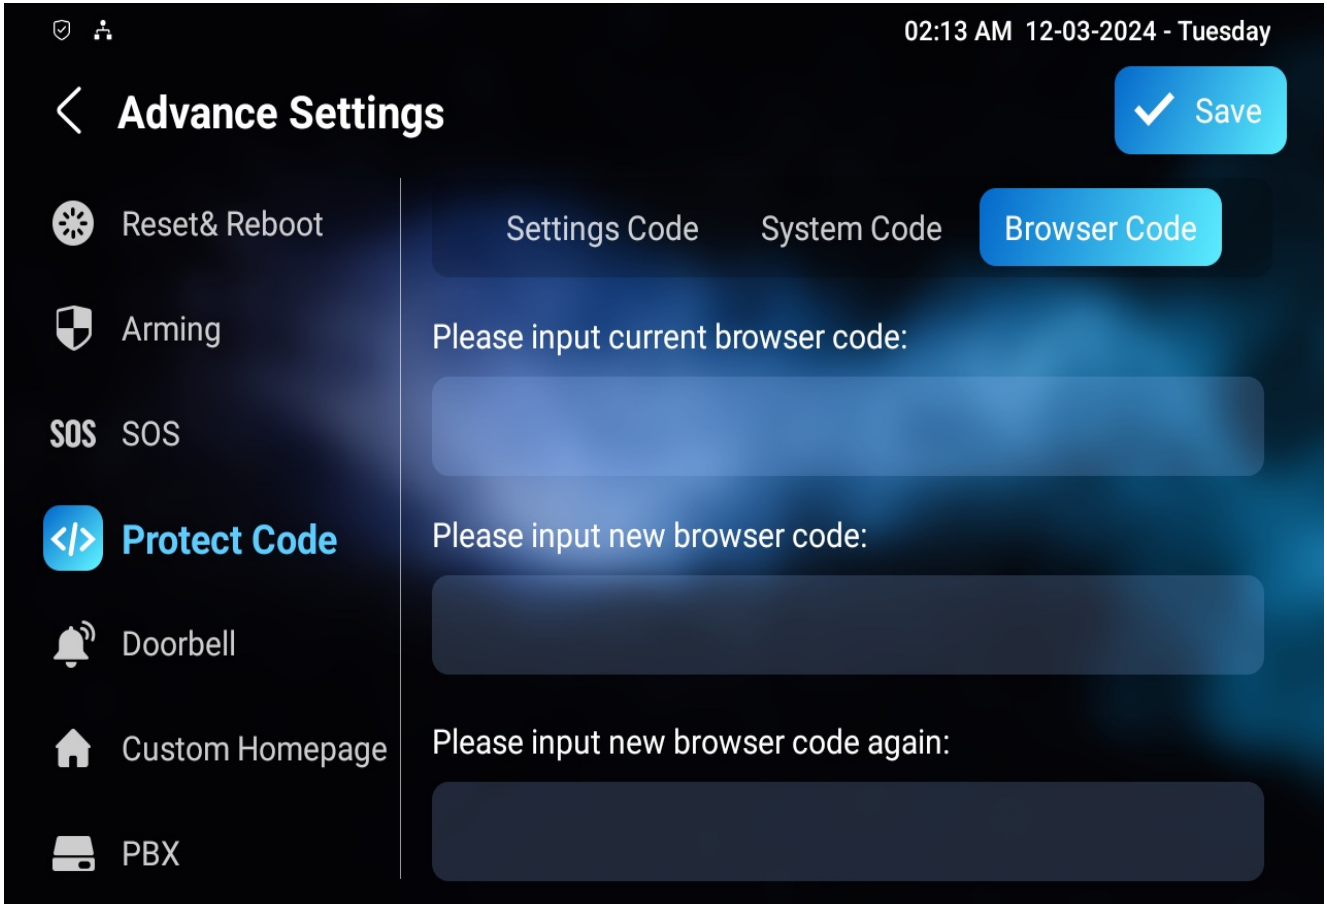 02:13 AM 12-03-2024 - Tuesday
Advance Settings
Save
Reset& Reboot
Arming
SOS SOS
Protect Code
Doorbell
Custom Homepage
PBX
Settings Code System Code Browser Code
Please input current browser code:
Please input new browser code:
Please input new browser code again: